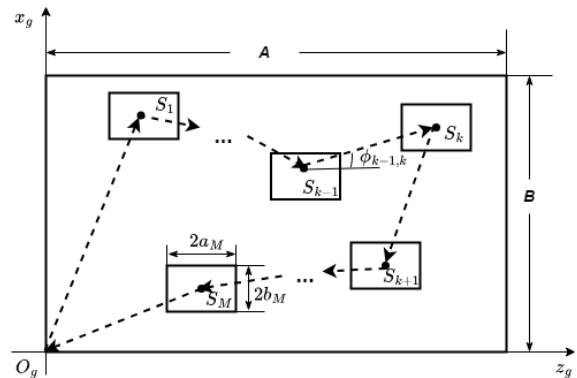 x_g
A
S_1
...
S_k
ϕ_{k-1,k}
S_{k-1}
B
2a_M
S_M
2b_M
...
S_{k+1}
O_g
z_g